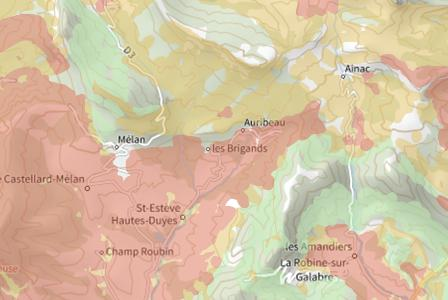 D3
Ainac
Auribeau
Mélan
les Brigands
Castellard-Mélan
St-Estève
Hautes-Duyes
Champ Roubin
les Amandiers
La Robine-sur-
Galabre